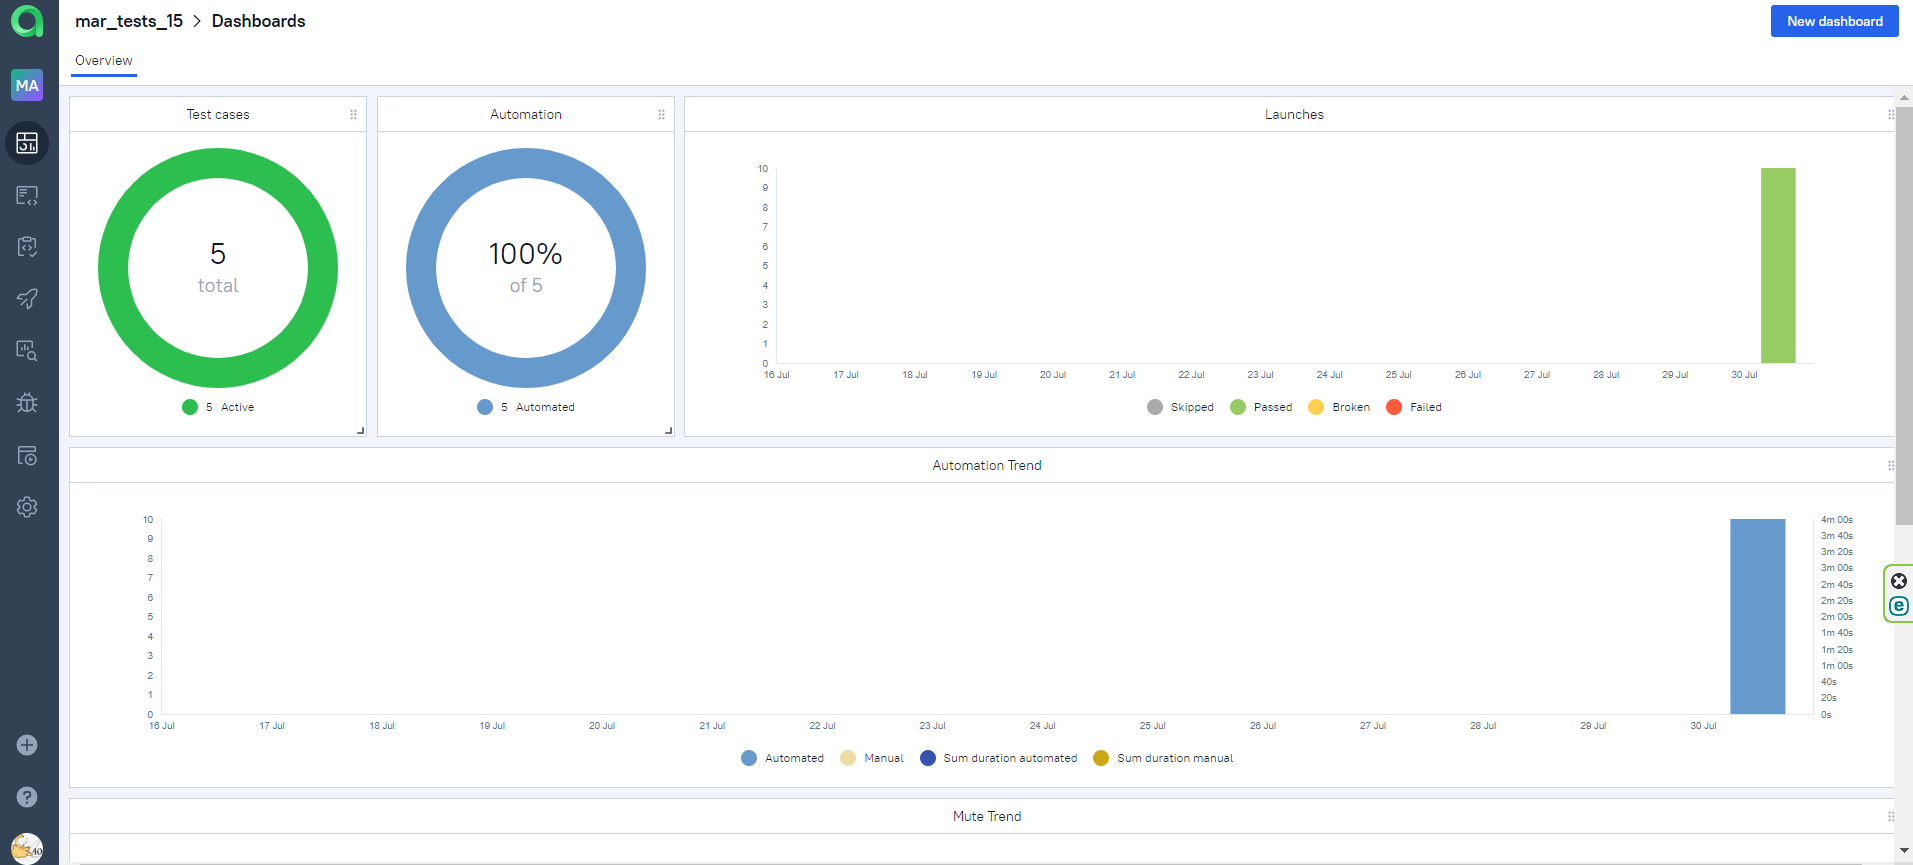 mar_tests_15 > Dashboards
New dashboard
Overview
MA
Test cases
5
total
5 Active
Automation
100%
of 5
5 Automated
Launches
10
9
8
7
6
5
4
3
2
1
0
16 Jul 17 Jul 18 Jul 19 Jul 20 Jul 21 Jul 22 Jul 23 Jul 24 Jul 25 Jul 26 Jul 27 Jul 28 Jul 29 Jul 30 Jul
Skipped Passed Broken Failed
Automation Trend
10
9
8
7
6
5
4
3
2
1
0
4m 00s
3m 40s
3m 20s
3m 00s
2m 40s
2m 20s
2m 00s
1m 40s
1m 20s
1m 00s
40s
20s
0s
16 Jul 17 Jul 18 Jul 19 Jul 20 Jul 21 Jul 22 Jul 23 Jul 24 Jul 25 Jul 26 Jul 27 Jul 28 Jul 29 Jul 30 Jul
Automated Manual Sum duration automated Sum duration manual
Mute Trend
e
?
40